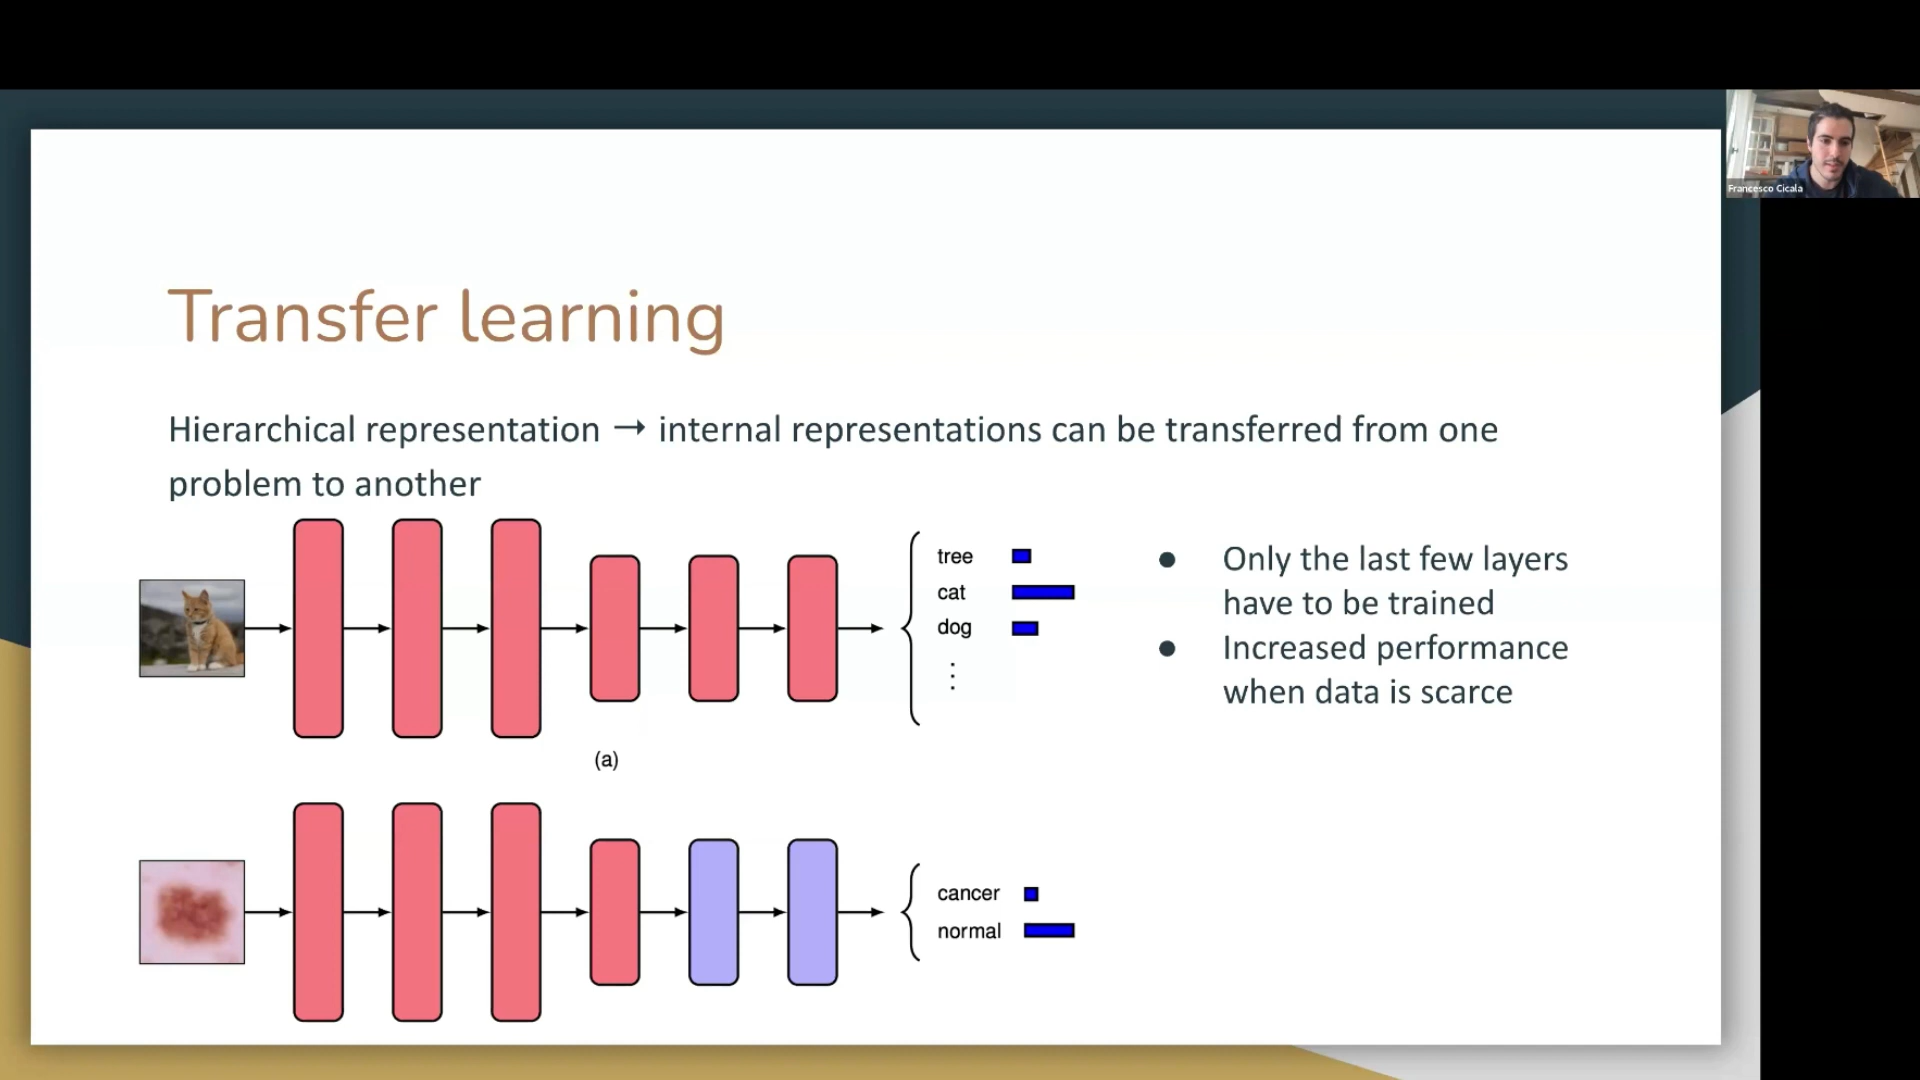 Francesco Cicala
Transfer learning
Hierarchical representation → internal representations can be transferred from one
problem to another
tree
cat
dog
⋮
(a)
● Only the last few layers
have to be trained
● Increased performance
when data is scarce
cancer
normal